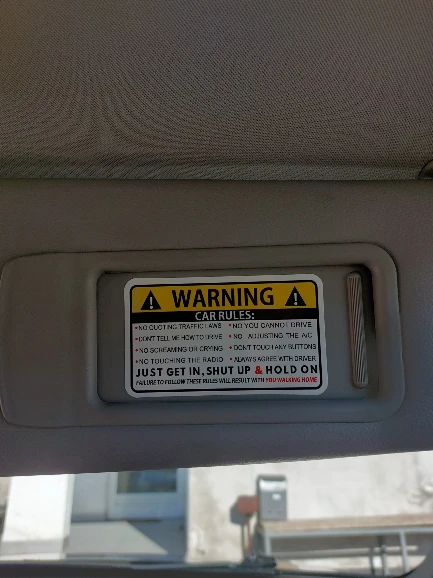 WARNING
CAR RULES:
•NO QUOTING TRAFFIC LAWS •NO YOU CANNOT DRIVE
•DON'T TELL ME HOW TO DRIVE •NO ADJUSTING THE A/C
•NO SCREAMING OR CRYING •DON'T TOUCH ANY BUTTONS
•NO TOUCHING THE RADIO •ALWAYS AGREE WITH DRIVER
JUST GET IN, SHUT UP & HOLD ON
FAILURE TO FOLLOW THESE RULES WILL RESULT WITH YOU WALKING HOME